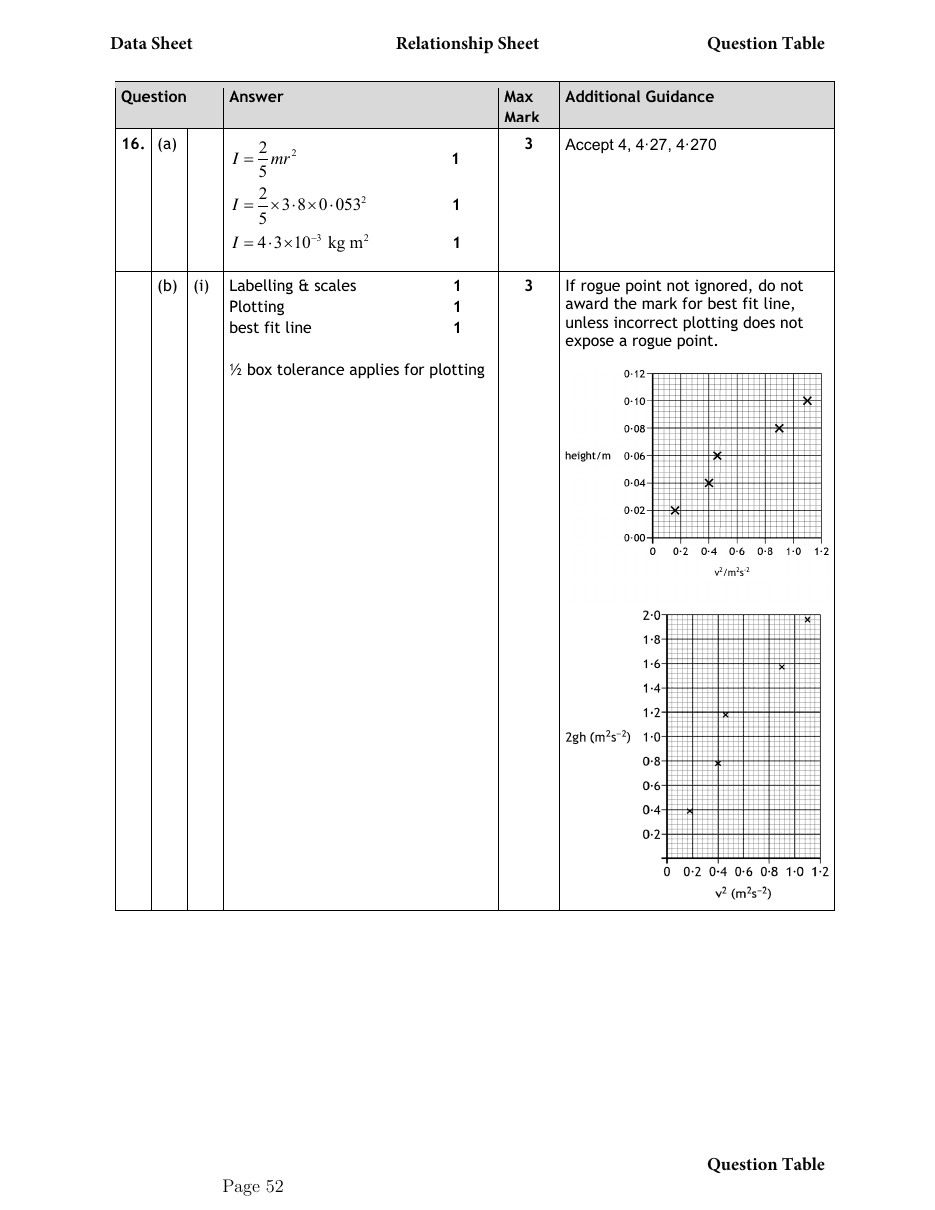 Data Sheet Relationship Sheet Question Table
Question Answer Max Mark Additional Guidance
16. (a) I = 2/5 mr² 1 3 Accept 4, 4·27, 4·270
I = 2/5 × 3·8 × 0·053² 1
I = 4·3×10⁻³ kg m² 1
(b) (i) Labelling & scales 1 3 If rogue point not ignored, do not
Plotting 1 award the mark for best fit line,
best fit line 1 unless incorrect plotting does not
expose a rogue point.
½ box tolerance applies for plotting
0·12
0·10
0·08
height/m 0·06
0·04
0·02
0·00
0 0·2 0·4 0·6 0·8 1·0 1·2
v²/m²s⁻²
2·0
1·8
1·6
1·4
1·2
2gh (m²s⁻²) 1·0
0·8
0·6
0·4
0·2
0 0·2 0·4 0·6 0·8 1·0 1·2
v² (m²s⁻²)
Question Table
Page 52